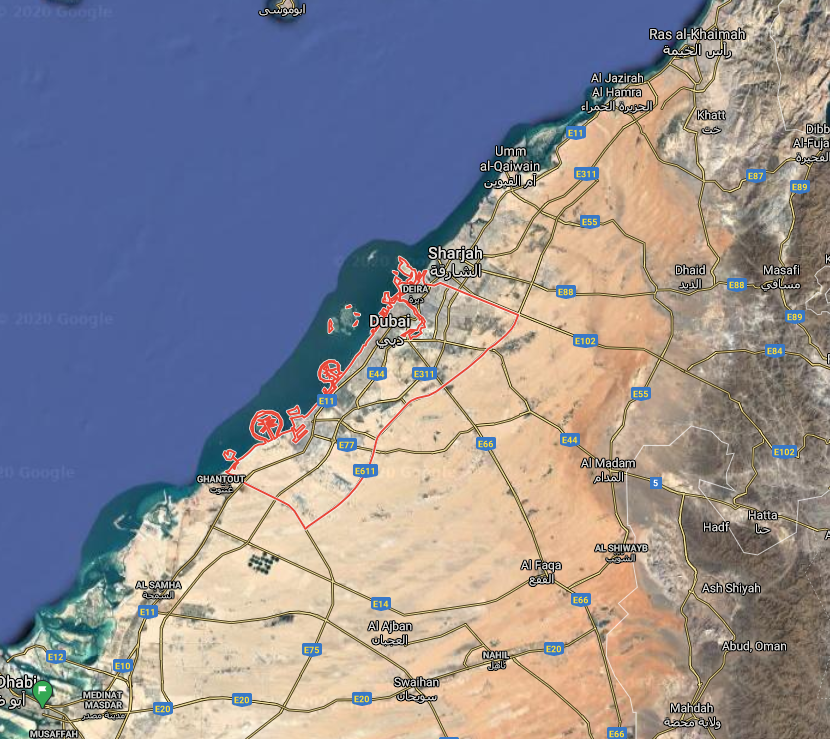 © 2020 Google
ابوموسى
Ras al-Khaimah
رأس الخيمة
Al Jazirah
Al Hamra
الجزيرة الحمراء
Khatt
خت
E11
Umm
al-Qaiwain
أم القيوين
E311
E87
E89
E55
Sharjah
الشارقة
DEIRA
ديرة
Dhaid
الذيد
Masafi
مسافي
E88
E88
© 2020 Google
Dubai
دبي
E89
E102
E84
E44
E311
E55
E11
E77
E66
E44
E102
E611
Al Madam
المدام
GHANTOUT
غنتوت
5
Hatta
حتا
Hadf
AL SHIWAYB
الشويب
Al Faqa
الفقع
Ash Shiyah
AL SAMHA
السمحة
E11
E14
E66
Al Ajban
العجبان
E75
NAHIL
ناهل
E20
Abud, Oman
E12
E10
Swaihan
سويحان
MEDINAT
MASDAR
مدينة مصدر
E20
E20
E20
Mahdah
ولاية محضة
MUSAFFAH
E66